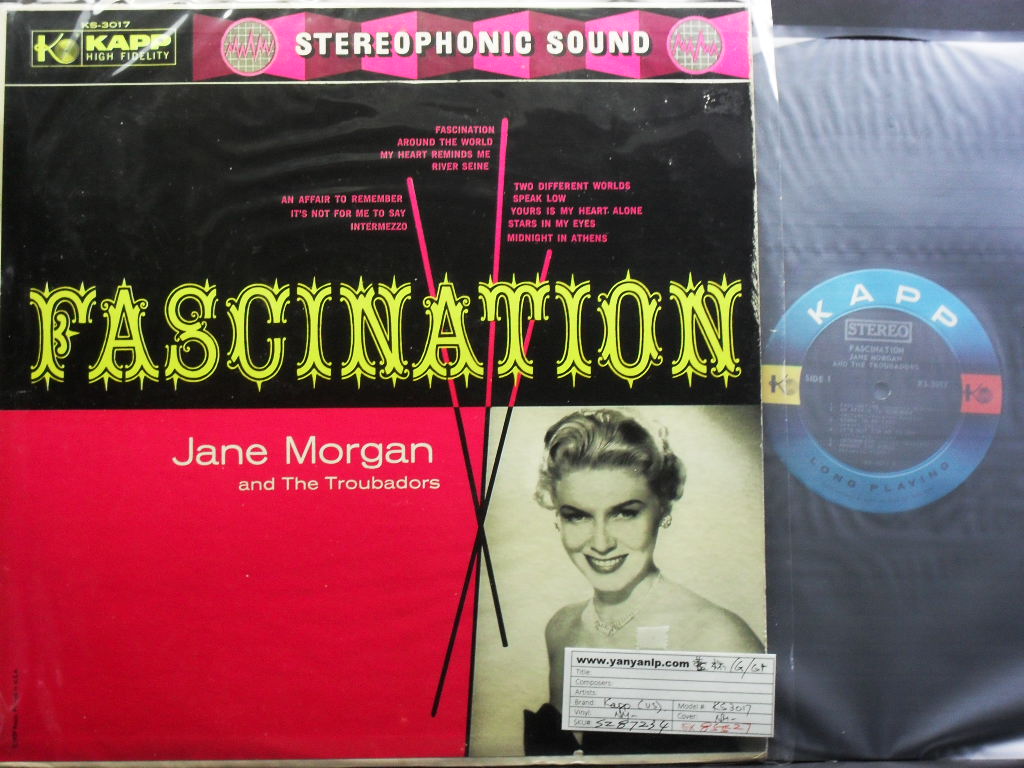 KS-3017
K KAPP
HIGH FIDELITY
STEREOPHONIC SOUND
FASCINATION
AROUND THE WORLD
MY HEART REMINDS ME
RIVER SEINE
AN AFFAIR TO REMEMBER
IT'S NOT FOR ME TO SAY
INTERMEZZO
TWO DIFFERENT WORLDS
SPEAK LOW
YOURS IS MY HEART ALONE
STARS IN MY EYES
MIDNIGHT IN ATHENS
FASCINATION
Jane Morgan
and The Troubadors
www.yanyanlp.com
Title:
Composers:
Artists:
Brand: Kapp (US) Model# KS3017
Vinyl: NM- Cover: NM-
SKU# S287234
KAPP
STEREO
FASCINATION
JANE MORGAN
AND THE TROUBADORS
SIDE 1 KS-3017
K
K
LONG PLAYING